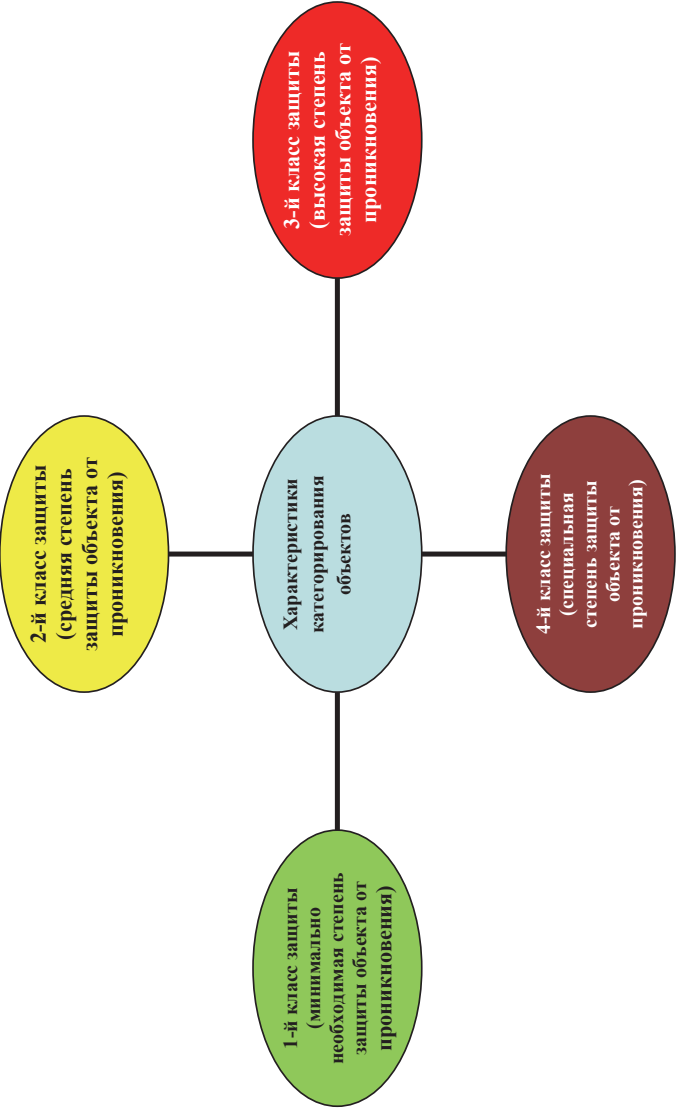 1-й класс защиты
(минимально
необходимая степень
защиты объекта от
проникновения)
2-й класс защиты
(средняя степень
защиты объекта от
проникновения)
Характеристики
категорирования
объектов
3-й класс защиты
(высокая степень
защиты объекта от
проникновения)
4-й класс защиты
(специальная
степень защиты
объекта от
проникновения)